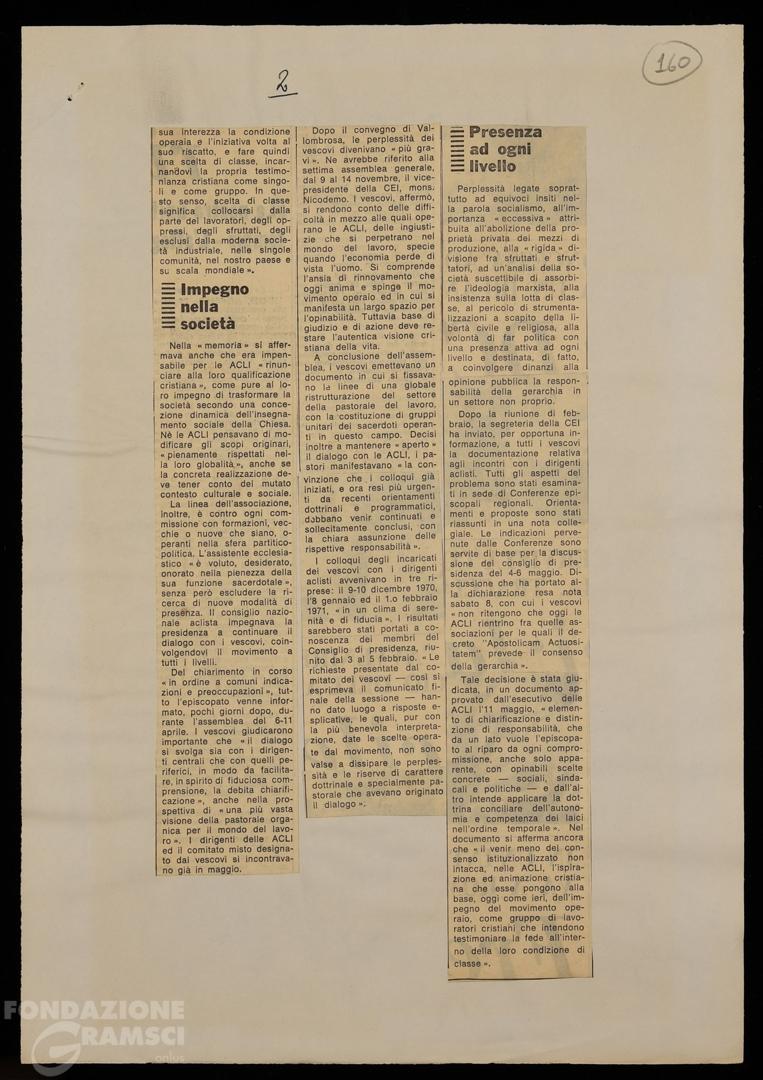 160
2
sua interezza la condizione
operaia e l'iniziativa volta al
suo riscatto, e fare quindi
una scelta di classe, incar-
nandovi la propria testimo-
nianza cristiana come singo-
li e come gruppo. In que-
sto senso, scelta di classe
significa collocarsi dalla
parte dei lavoratori, degli op-
pressi, degli sfruttati, degli
esclusi dalla moderna socie-
tà industriale, nelle singole
comunità, nel nostro paese e
su scala mondiale ».
Impegno
nella
società
Nella « memoria » si affer-
mava anche che era impen-
sabile per le ACLI « rinun-
ciare alla loro qualificazione
cristiana », come pure al lo-
ro impegno di trasformare la
società secondo una conce-
zione dinamica dell'insegna-
mento sociale della Chiesa.
Nè le ACLI pensavano di mo-
dificare gli scopi originari,
« pienamente rispettati nel-
la loro globalità », anche se
la concreta realizzazione de-
ve tener conto del mutato
contesto culturale e sociale.
La linea dell'associazione,
inoltre, è contro ogni com-
missione con formazioni, vec-
chie o nuove che siano, o-
peranti nella sfera partitico-
politica. L'assistente ecclesia-
stico « è voluto, desiderato,
onorato nella pienezza della
sua funzione sacerdotale »,
senza però escludere la ri-
cerca di nuove modalità di
presenza. Il consiglio nazio-
nale aclista impegnava la
presidenza a continuare il
dialogo con i vescovi, coin-
volgendovi il movimento a
tutti i livelli.
Del chiarimento in corso
« in ordine a comuni indica-
zioni e preoccupazioni », tut-
to l'episcopato venne infor-
mato, pochi giorni dopo, du-
rante l'assemblea del 6-11
aprile. I vescovi giudicarono
importante che « il dialogo
si svolga sia con i dirigen-
ti centrali che con quelli pe-
riferici, in modo da facilita-
re, in spirito di fiduciosa com-
prensione, la debita chiarifi-
cazione », anche nella pro-
spettiva di « una più vasta
visione della pastorale orga-
nica per il mondo del lavo-
ro ». I dirigenti delle ACLI
ed il comitato misto designa-
to dai vescovi si incontrava-
no già in maggio.
Dopo il convegno di Val-
lombrosa, le perplessità dei
vescovi divenivano « più gra-
vi ». Ne avrebbe riferito alla
settima assemblea generale,
dal 9 al 14 novembre, il vice-
presidente della CEI, mons.
Nicodemo. I vescovi, affermò,
si rendono conto delle diffi-
coltà in mezzo alle quali ope-
rano le ACLI, delle ingiusti-
zie che si perpetrano nel
mondo del lavoro, specie
quando l'economia perde di
vista l'uomo. Si comprende
l'ansia di rinnovamento che
oggi anima e spinge il mo-
vimento operaio ed in cui si
manifesta un largo spazio per
l'opinabilità. Tuttavia base di
giudizio e di azione deve re-
stare l'autentica visione cri-
stiana della vita.
A conclusione dell'assem-
blea, i vescovi emettevano un
documento in cui si fissava-
no le linee di una globale
ristrutturazione del settore
della pastorale del lavoro,
con la costituzione di gruppi
unitari dei sacerdoti operan-
ti in questo campo. Decisi
inoltre a mantenere « aperto »
il dialogo con le ACLI, i pa-
stori manifestavano « la con-
vinzione che i colloqui già
iniziati, e ora resi più urgen-
ti da recenti orientamenti
dottrinali e programmatici,
dabbano venir continuati e
sollecitamente conclusi, con
la chiara assunzione delle
rispettive responsabilità ».
I colloqui degli incaricati
dei vescovi con i dirigenti
aclisti avvenivano in tre ri-
prese: il 9-10 dicembre 1970,
l'8 gennaio ed il 1.o febbraio
1971, « in un clima di sere-
nità e di fiducia ». I risultati
sarebbero stati portati a co-
noscenza dei membri del
Consiglio di presidenza, riu-
nito dal 3 al 5 febbraio. « Le
richieste presentate dal co-
mitato dei vescovi — così si
esprimeva il comunicato fi-
nale della sessione — han-
no dato luogo a risposte e-
splicative, le quali, pur con
la più benevola interpreta-
zione, date le scelte opera-
te dal movimento, non sono
valse a dissipare le perples-
sità e le riserve di carattere
dottrinale e specialmente pa-
storale che avevano originato
il dialogo ».
Presenza
ad ogni
livello
Perplessità legate soprat-
tutto ad equivoci insiti nel-
la parola socialismo, all'im-
portanza « eccessiva » attri-
buita all'abolizione della pro-
prietà privata dei mezzi di
produzione, alla « rigida » di-
visione fra sfruttati e sfrut-
tatori, ad un'analisi della so-
cietà suscettibile di assorbi-
re l'ideologia marxista, alla
insistenza sulla lotta di clas-
se, al pericolo di strumenta-
lizzazioni a scapito della li-
bertà civile e religiosa, alla
volontà di far politica con
una presenza attiva ad ogni
livello e destinata, di fatto,
a coinvolgere dinanzi alla
opinione pubblica la respon-
sabilità della gerarchia in
un settore non proprio.
Dopo la riunione di feb-
braio, la segreteria della CEI
ha inviato, per opportuna in-
formazione, a tutti i vescovi
la documentazione relativa
agli incontri con i dirigenti
aclisti. Tutti gli aspetti del
problema sono stati esamina-
ti in sede di Conferenze epi-
scopali regionali. Orienta-
menti e proposte sono stati
riassunti in una nota colle-
giale. Le indicazioni perve-
nute dalle Conferenze sono
servite di base per la discus-
sione del consiglio di pre-
sidenza del 4-6 maggio. Di-
scussione che ha portato al-
la dichiarazione resa nota
sabato 8, con cui i vescovi
« non ritengono che oggi le
ACLI rientrino fra quelle as-
sociazioni per le quali il de-
creto "Apostolicam Actuosi-
tatem" prevede il consenso
della gerarchia ».
Tale decisione è stata giu-
dicata, in un documento ap-
provato dall'esecutivo delle
ACLI l'11 maggio, « elemen-
to di chiarificazione e distin-
zione di responsabilità, che
da un lato vuole l'episcopa-
to al riparo da ogni compro-
missione, anche solo appa-
rente, con opinabili scelte
concrete — sociali, sinda-
cali e politiche — e dall'al-
tro intende applicare la dot-
trina conciliare dell'autono-
mia e competenza dei laici
nell'ordine temporale ». Nel
documento si afferma ancora
che « il venir meno del con-
senso istituzionalizzato non
intacca, nelle ACLI, l'ispira-
zione ed animazione cristia-
na che esse pongono alla
base, oggi come ieri, dell'im-
pegno del movimento ope-
raio, come gruppo di lavo-
ratori cristiani che intendono
testimoniare la fede all'inter-
no della loro condizione di
classe ».
FONDAZIONE
GRAMSCI
onlus